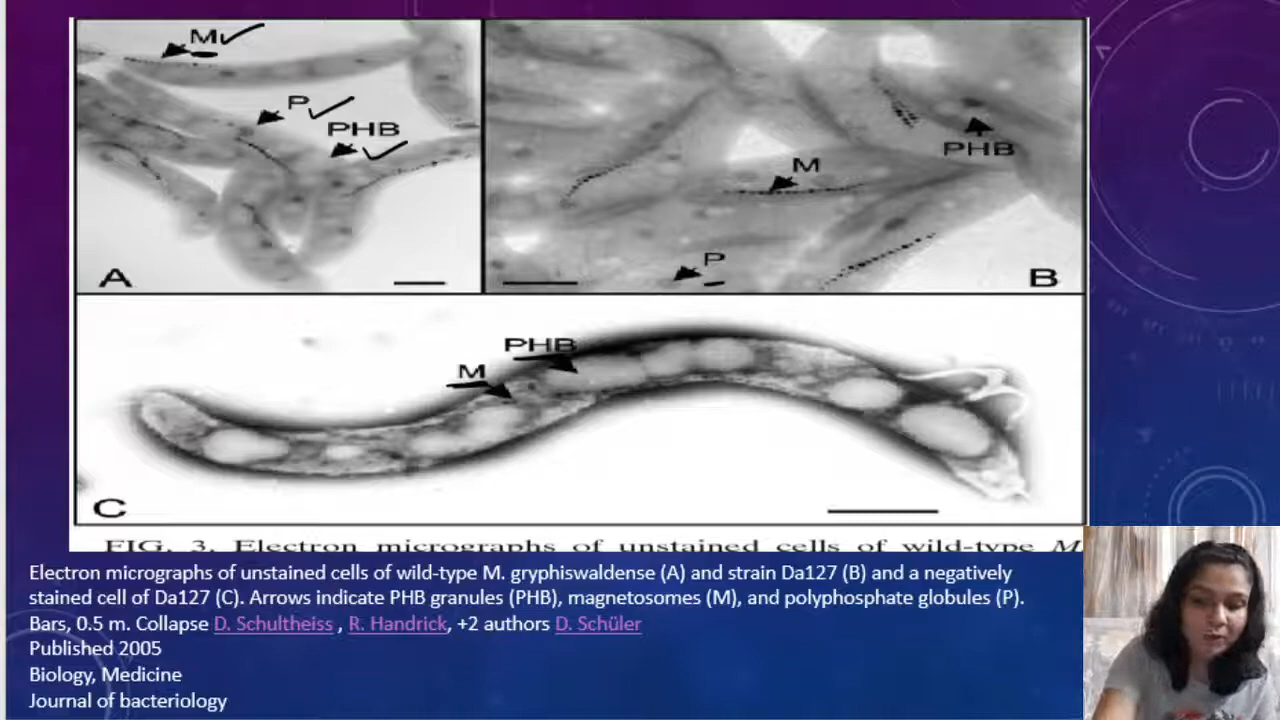 M
P
PHB
A
PHB
M
P
B
PHB
M
C
FIG. 3. Electron micrographs of unstained cells of wild-type M.
Electron micrographs of unstained cells of wild-type M. gryphiswaldense (A) and strain Da127 (B) and a negatively
stained cell of Da127 (C). Arrows indicate PHB granules (PHB), magnetosomes (M), and polyphosphate globules (P).
Bars, 0.5 m. Collapse D. Schultheiss , R. Handrick, +2 authors D. Schüler
Published 2005
Biology, Medicine
Journal of bacteriology